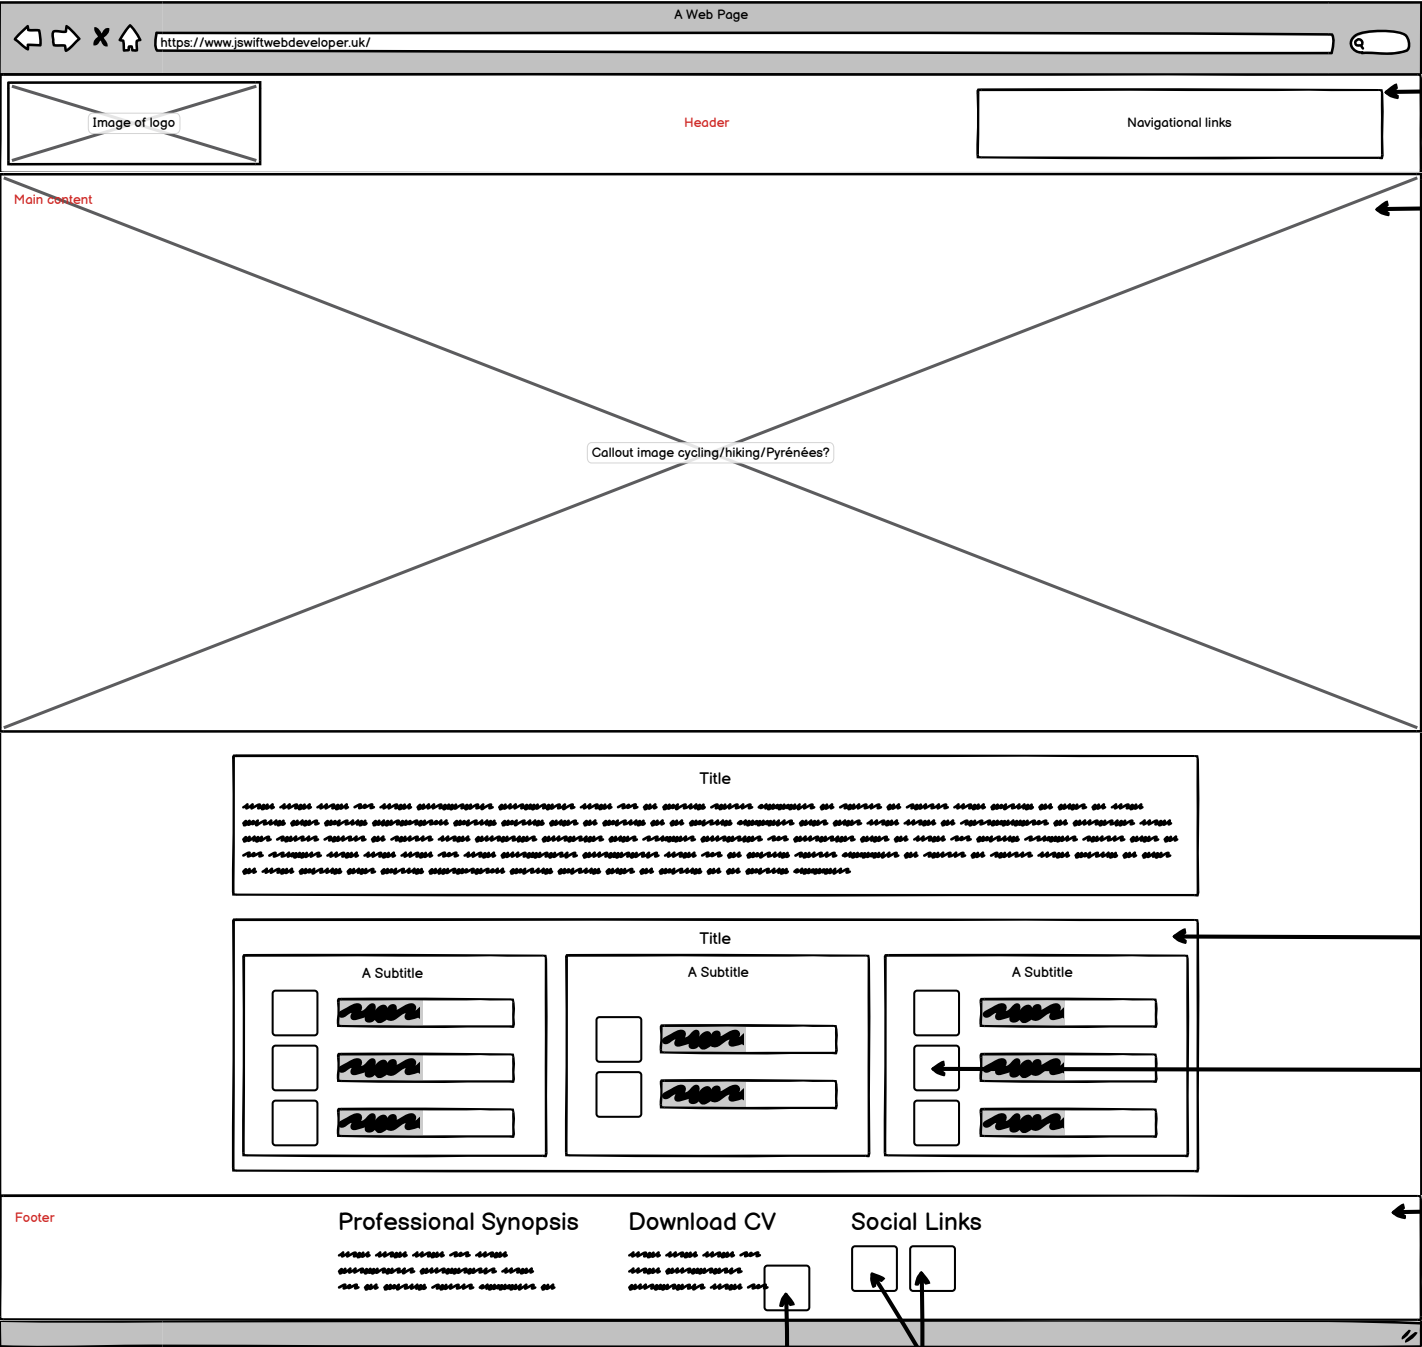 A Web Page
https://www.jswiftwebdeveloper.uk/
Image of logo
Header
Navigational links
Main content
Callout image cycling/hiking/Pyrénées?
Title
Title
A Subtitle
A Subtitle
A Subtitle
Footer
Professional Synopsis
Download CV
Social Links